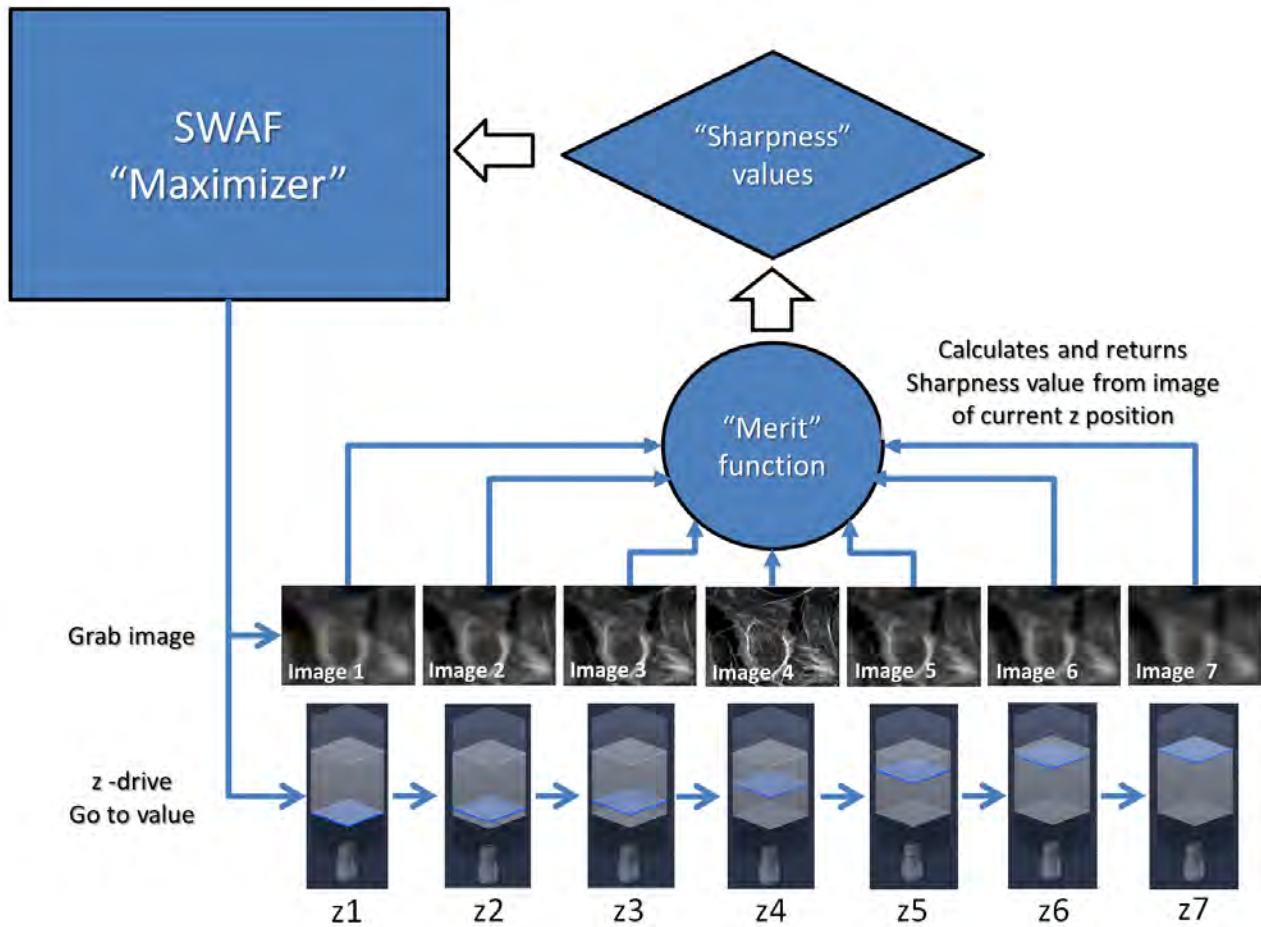 SWAF
“Maximizer”
“Sharpness”
values
Calculates and returns
Sharpness value from image
of current z position
“Merit”
function
Grab image
Image 1
Image 2
Image 3
Image 4
Image 5
Image 6
Image 7
z -drive
Go to value
z1
z2
z3
z4
z5
z6
z7